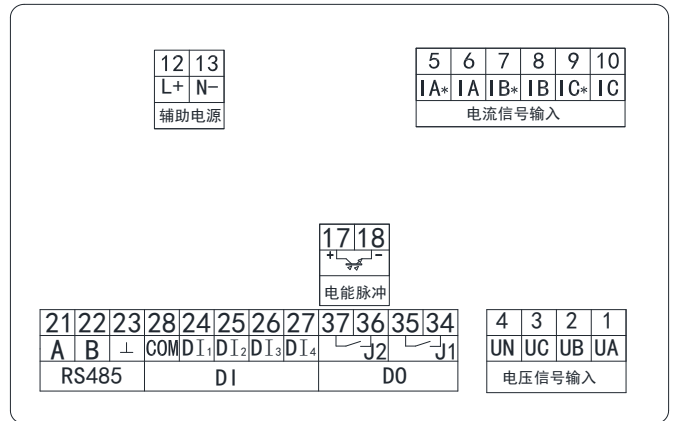 12 13
L+ N-
辅助电源
5 6 7 8 9 10
IA* IA IB* IB IC* IC
电流信号输入
17 18
+ -
电能脉冲
21 22 23 28 24 25 26 27 37 36 35 34
A B ⊥ COM DI₁ DI₂ DI₃ DI₄ J2 J1
RS485 DI DO
4 3 2 1
UN UC UB UA
电压信号输入